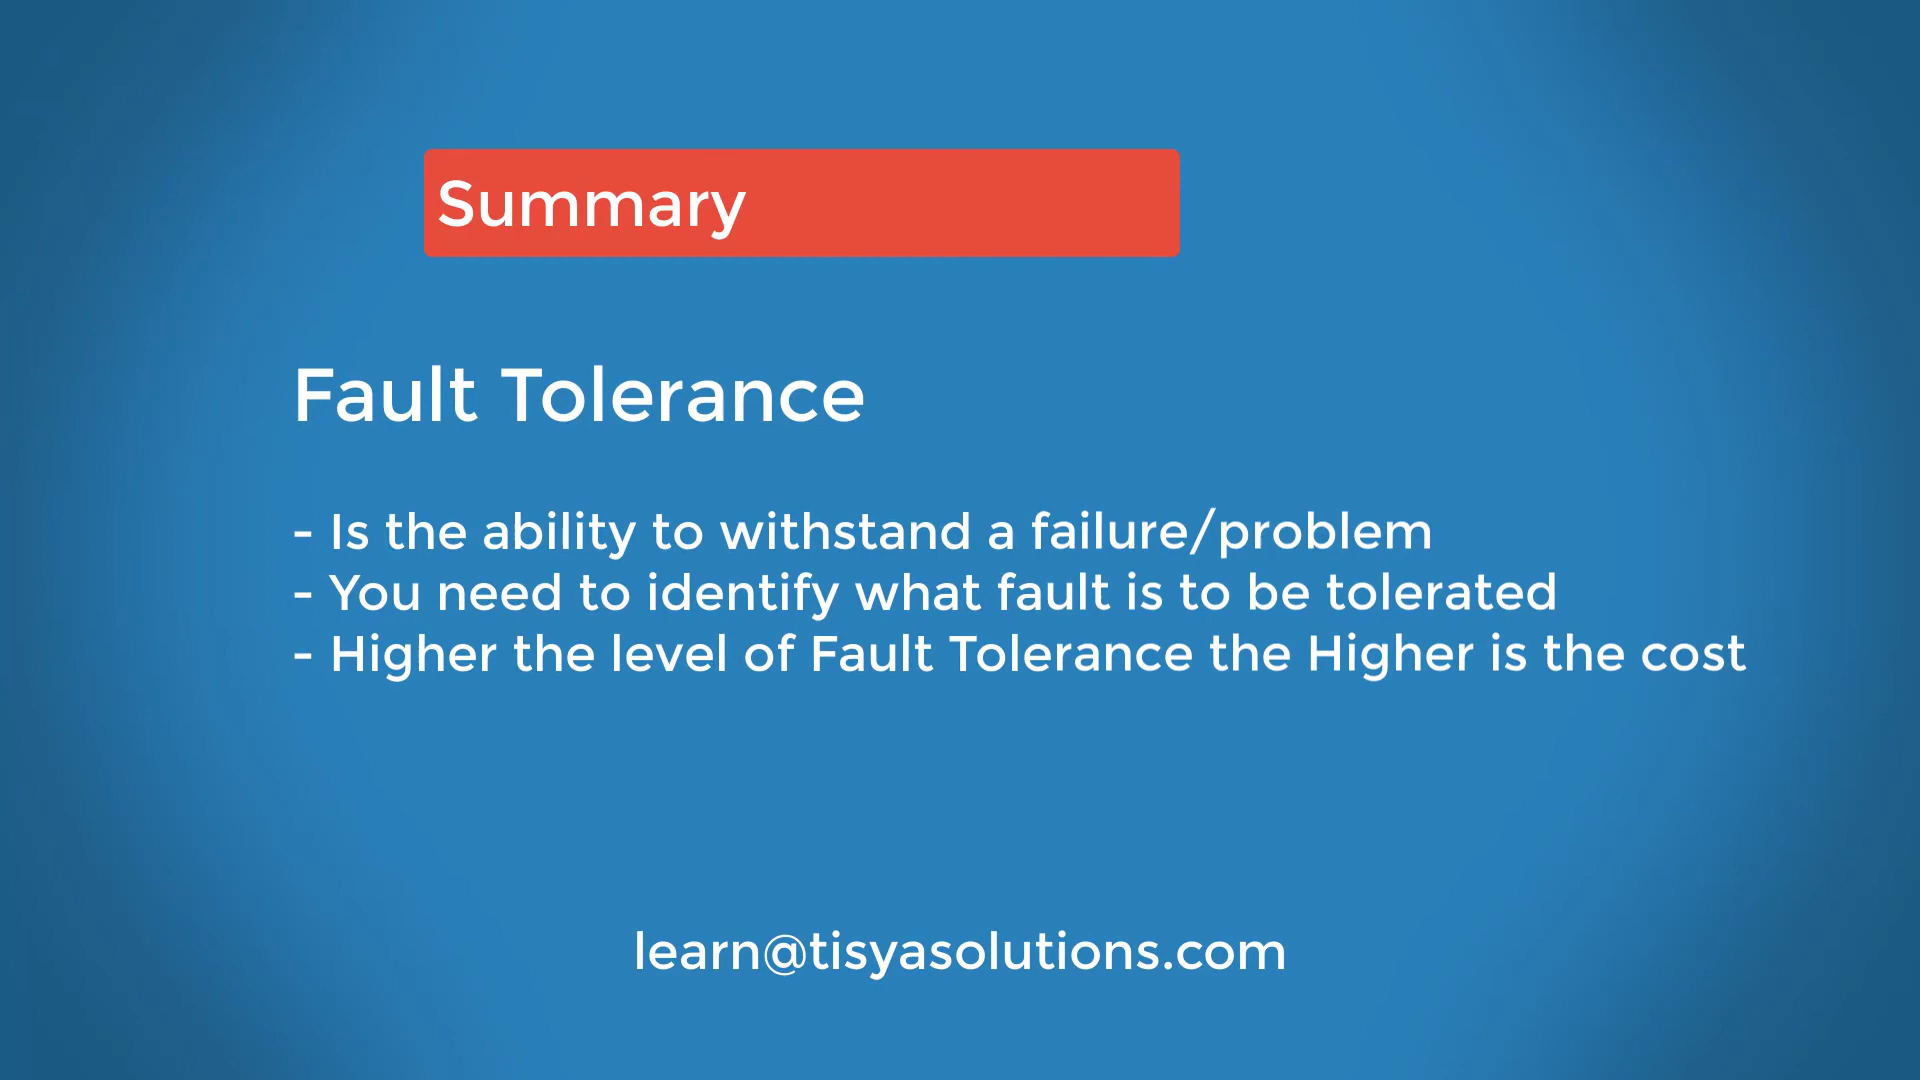 Summary
Fault Tolerance
- Is the ability to withstand a failure/problem
- You need to identify what fault is to be tolerated
- Higher the level of Fault Tolerance the Higher is the cost
learn@tisyasolutions.com